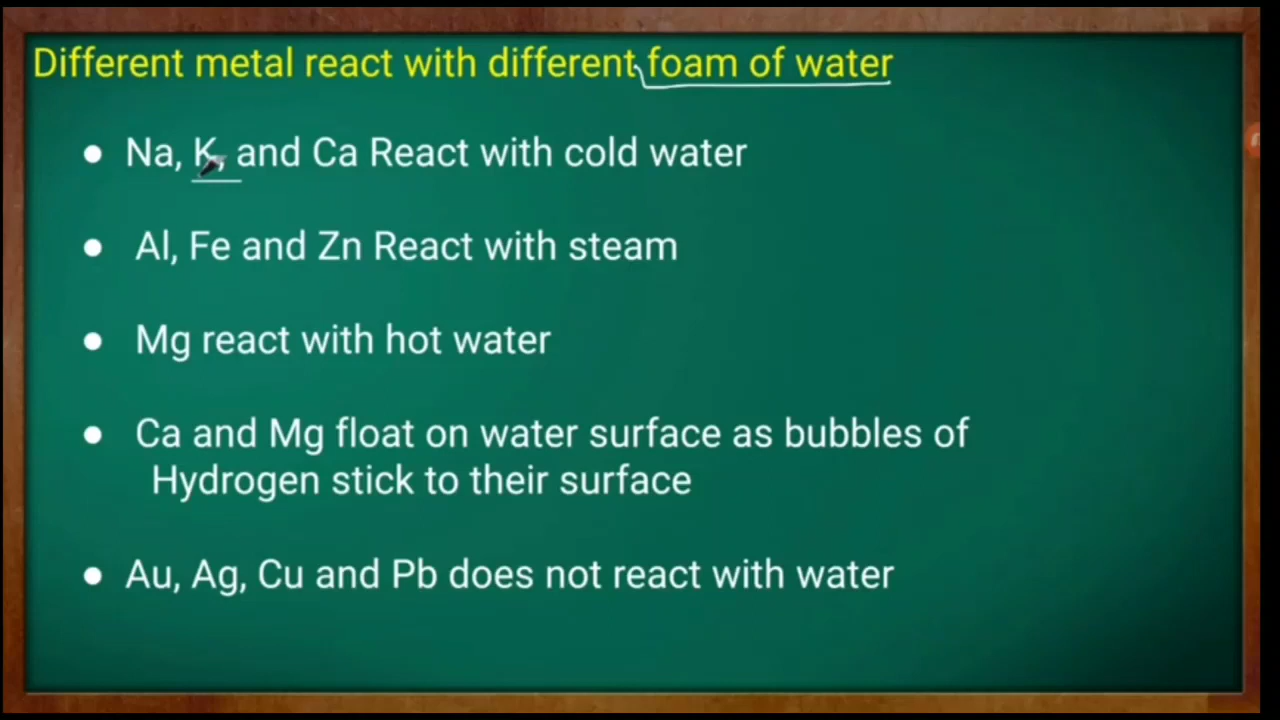 Different metal react with different foam of water
● Na, K, and Ca React with cold water
● Al, Fe and Zn React with steam
● Mg react with hot water
● Ca and Mg float on water surface as bubbles of
Hydrogen stick to their surface
● Au, Ag, Cu and Pb does not react with water